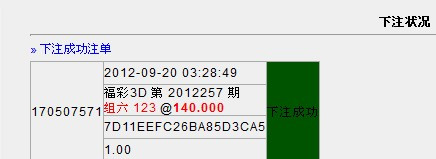 下注状况
» 下注成功注单
170507571
2012-09-20 03:28:49
福彩3D 第 2012257 期
组六 123 @140.000
7D11EEFC26BA85D3CA5
1.00
下注成功